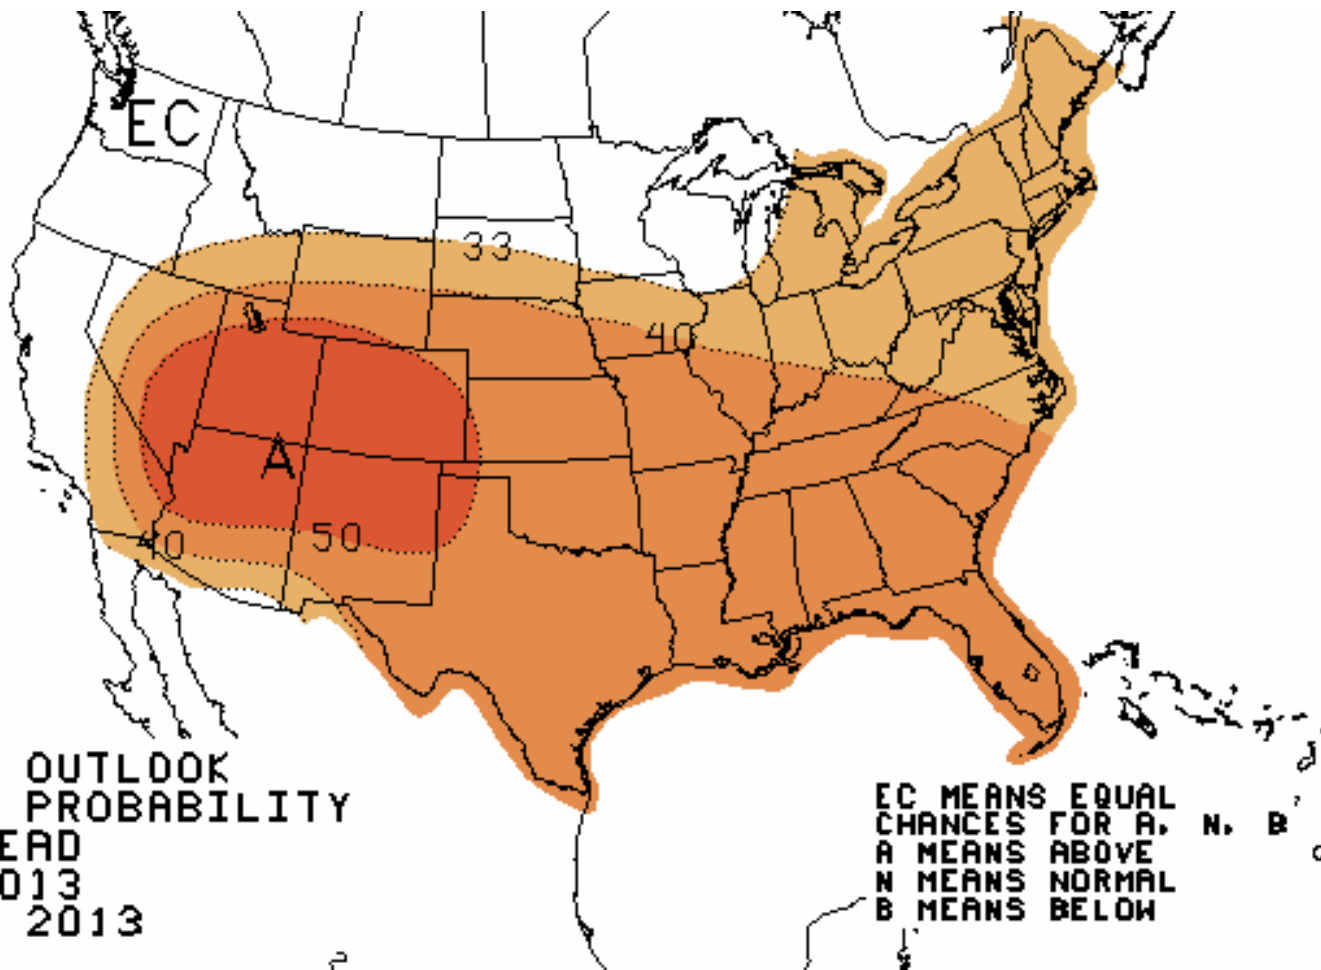 EC
33
40
A
40
50
OUTLOOK
PROBABILITY
EAD
013
2013
EC MEANS EQUAL
CHANCES FOR A, N, B
A MEANS ABOVE
N MEANS NORMAL
B MEANS BELOW